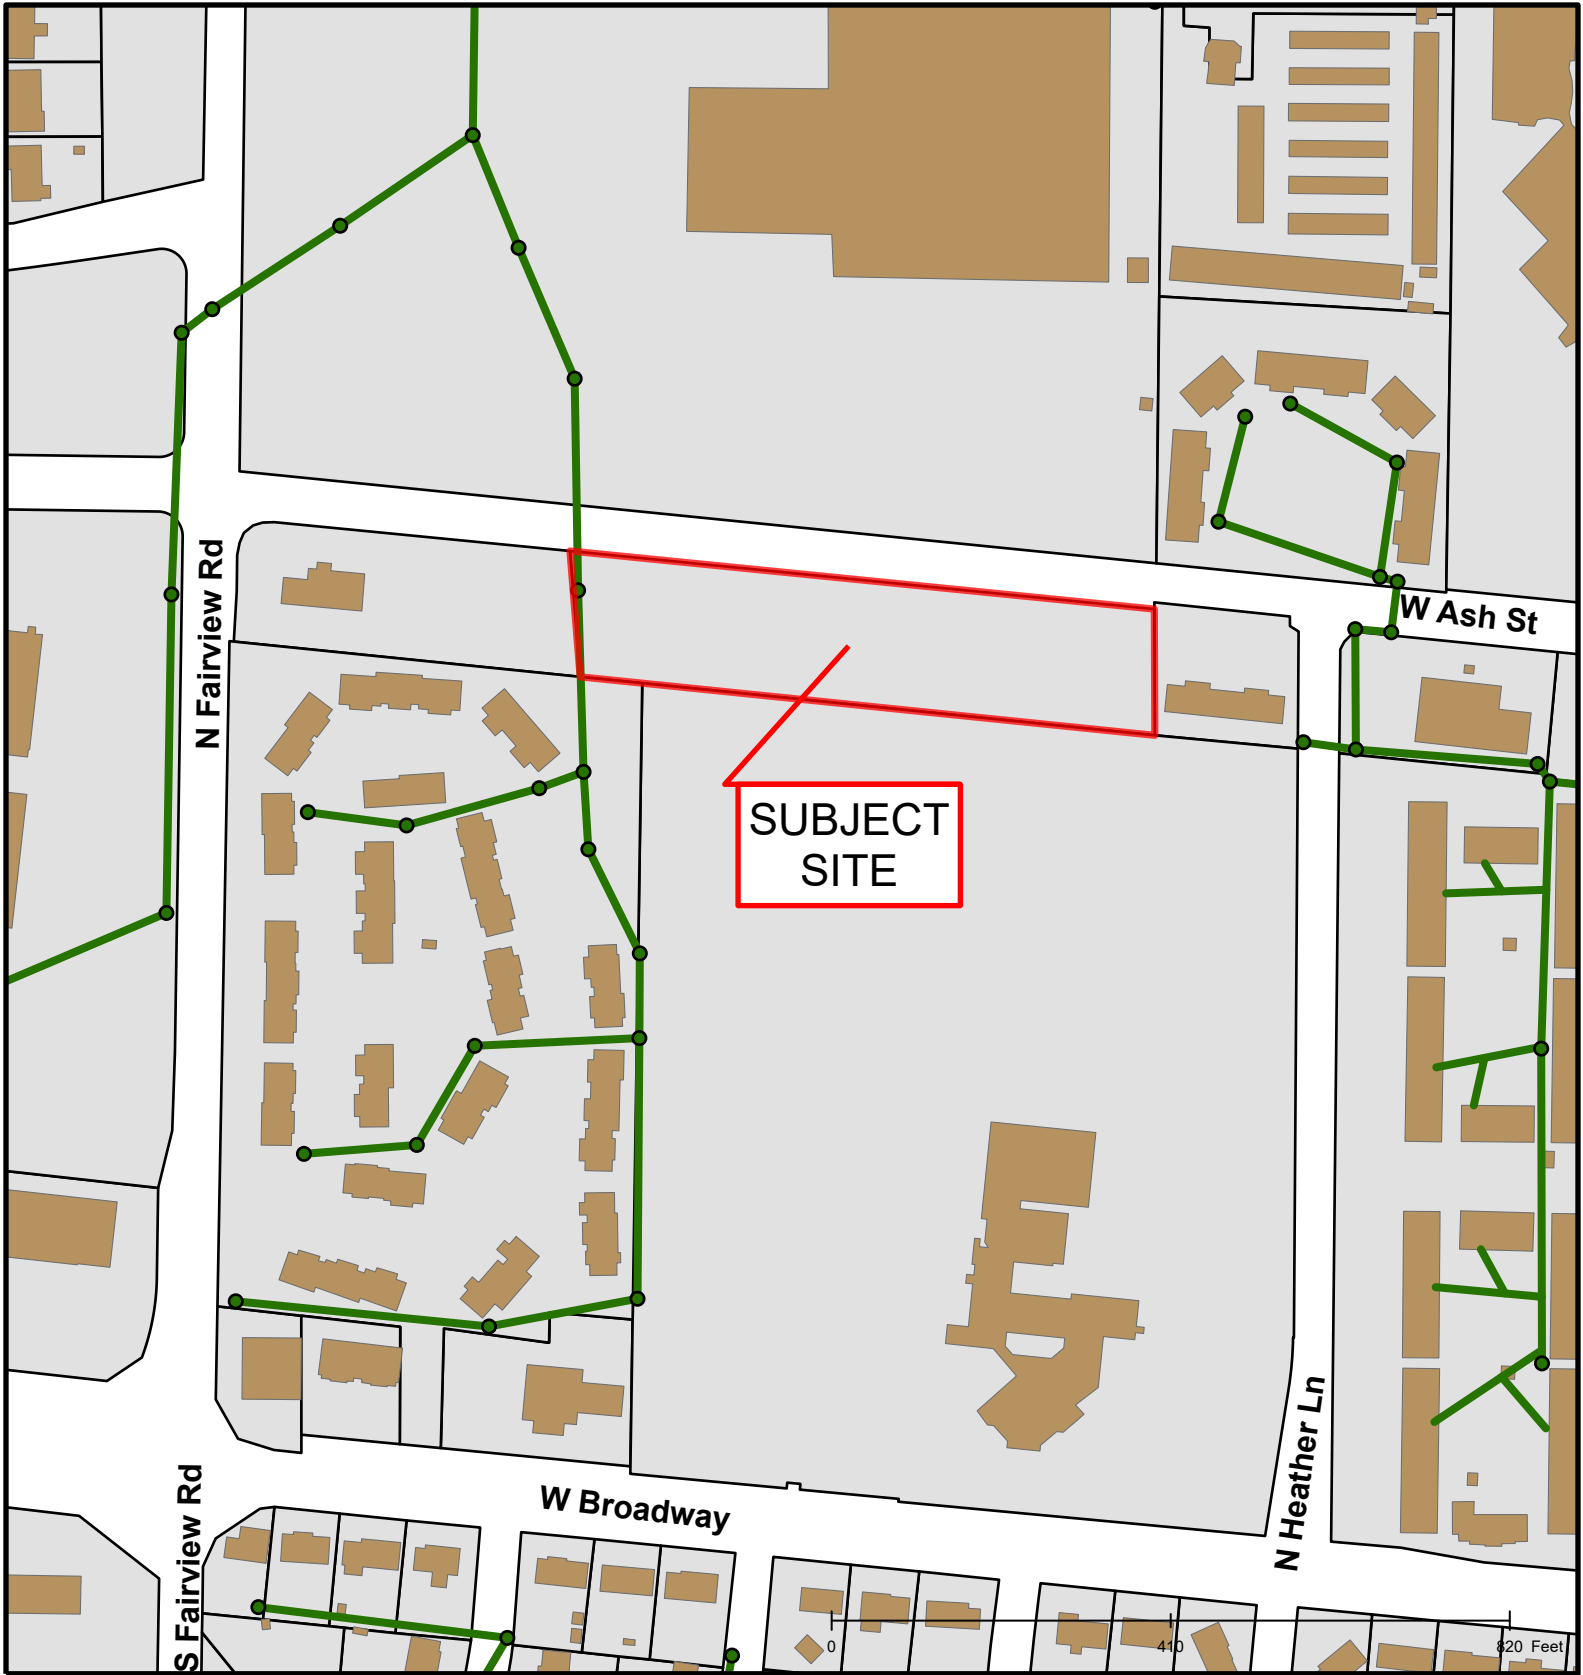 N Fairview Rd
W Ash St
SUBJECT
SITE
N Heather Ln
W Broadway
S Fairview Rd
0 410 820 Feet